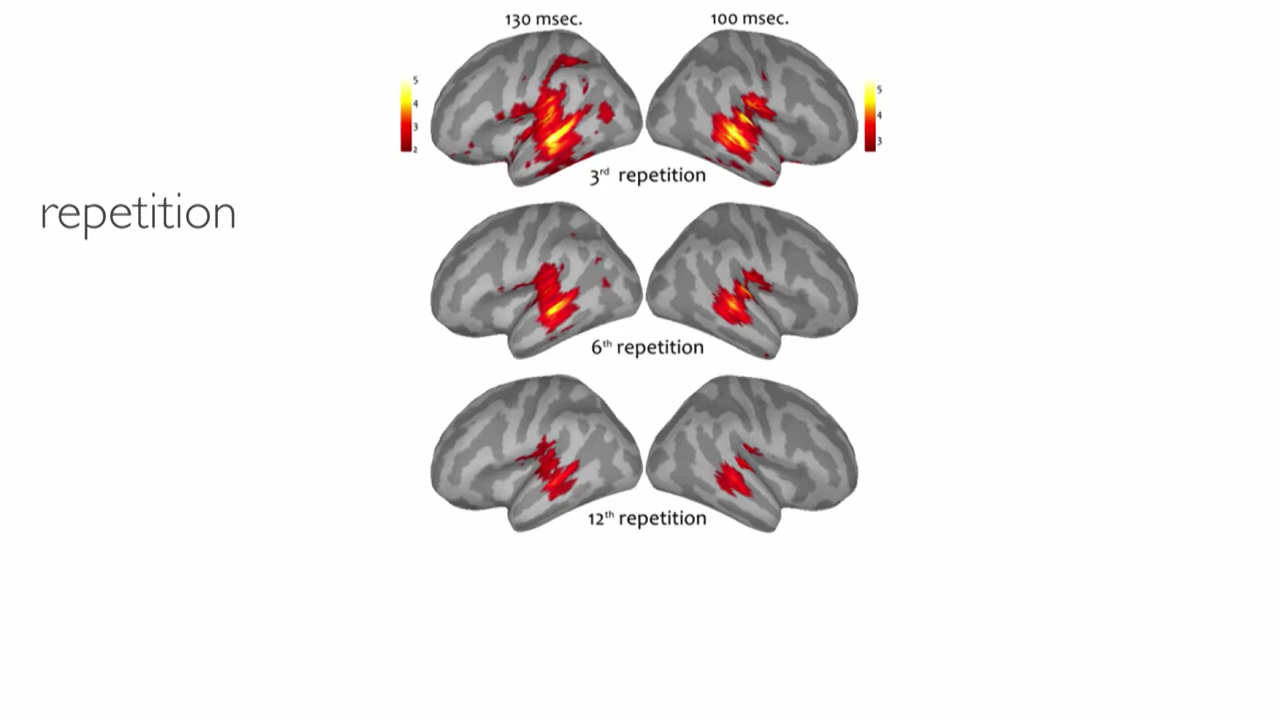 130 msec.
100 msec.
5
4
3
2
5
4
3
3rd repetition
repetition
6th repetition
12th repetition